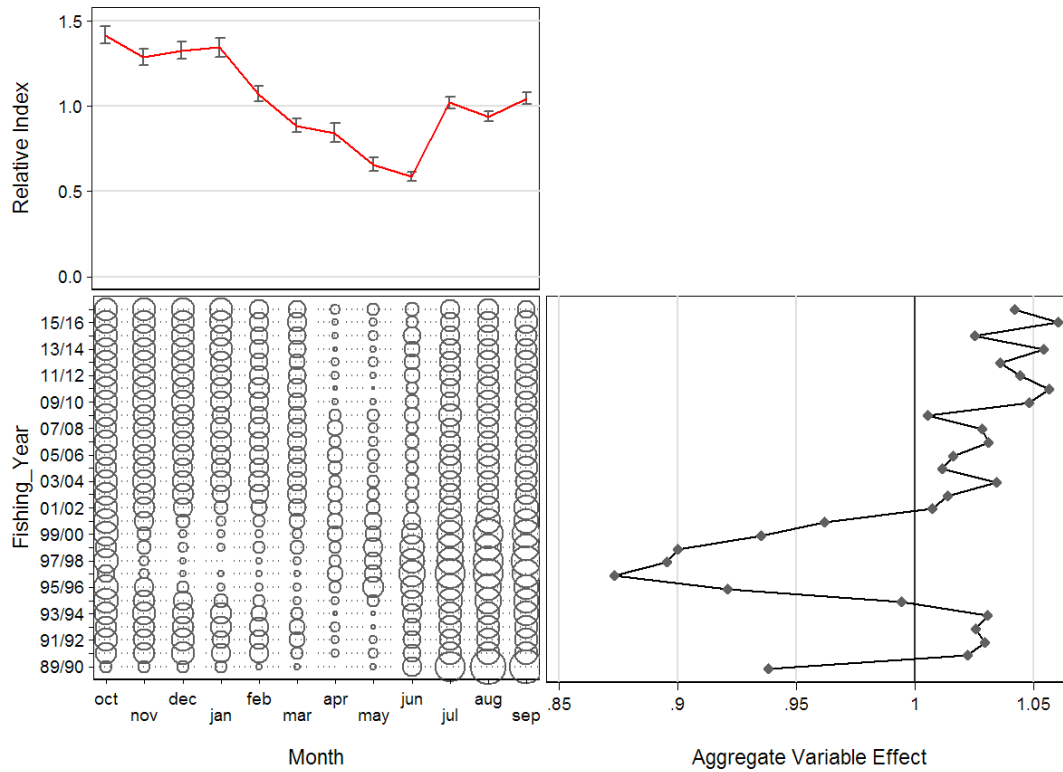 Relative Index
1.5
1.0
0.5
0.0
Fishing_Year
15/16
13/14
11/12
09/10
07/08
05/06
03/04
01/02
99/00
97/98
95/96
93/94
91/92
89/90
oct dec feb apr jun aug
nov jan mar may jul sep
Month
.85 .9 .95 1 1.05
Aggregate Variable Effect